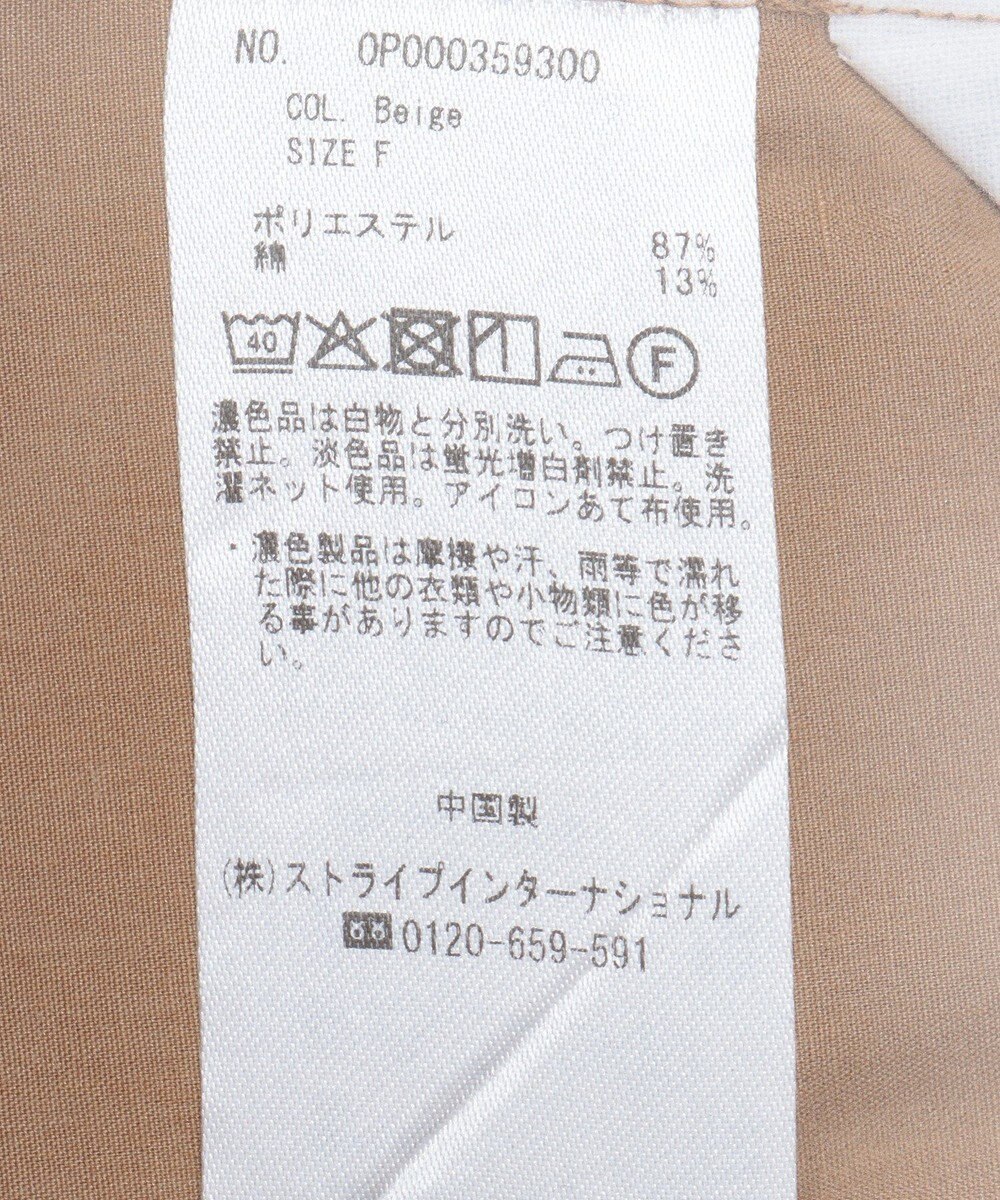 NO. 0P000359300
COL. Beige
SIZE F
ポリエステル 87%
綿 13%
40
F
濃色品は白物と分別洗い。つけ置き
禁止。淡色品は蛍光増白剤禁止。洗
濯ネット使用。アイロンあて布使用。
・濃色製品は摩擦や汗、雨等で濡れ
た際に他の衣類や小物類に色が移
る事がありますのでご注意くださ
い。
中国製
(株)ストライプインターナショナル
0120-659-591